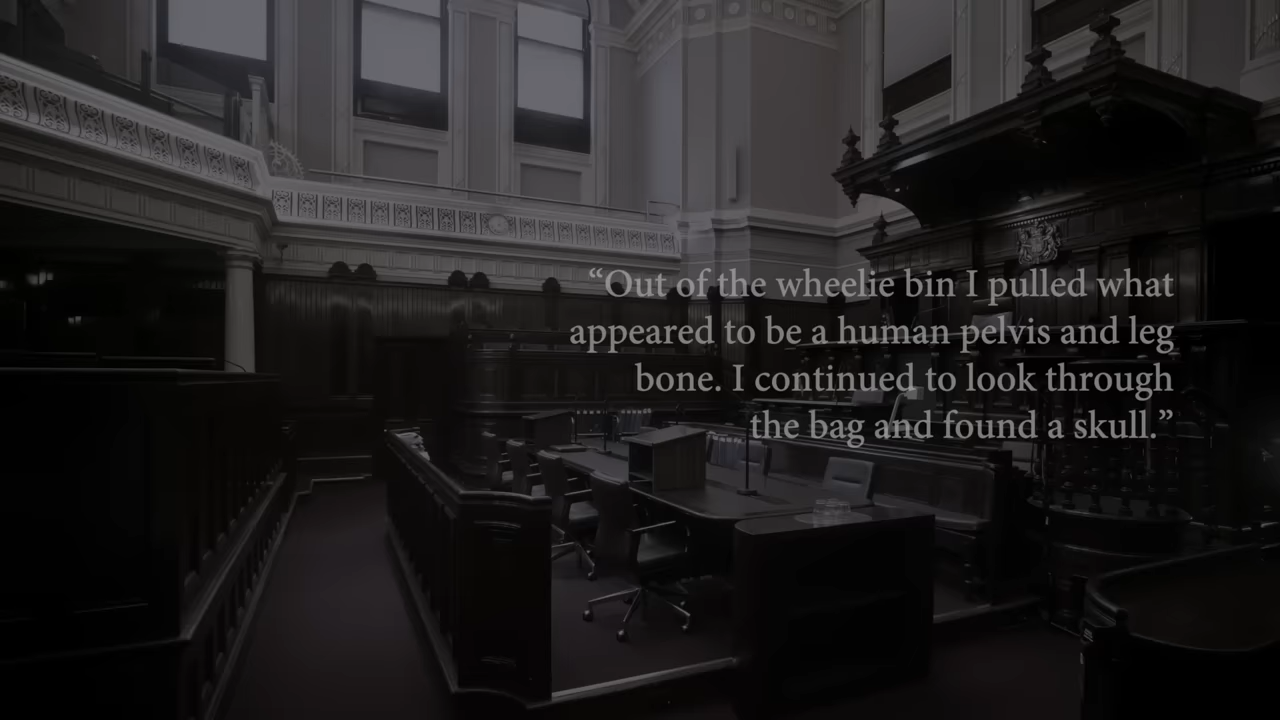 “Out of the wheelie bin I pulled what
appeared to be a human pelvis and leg
bone. I continued to look through
the bag and found a skull.”